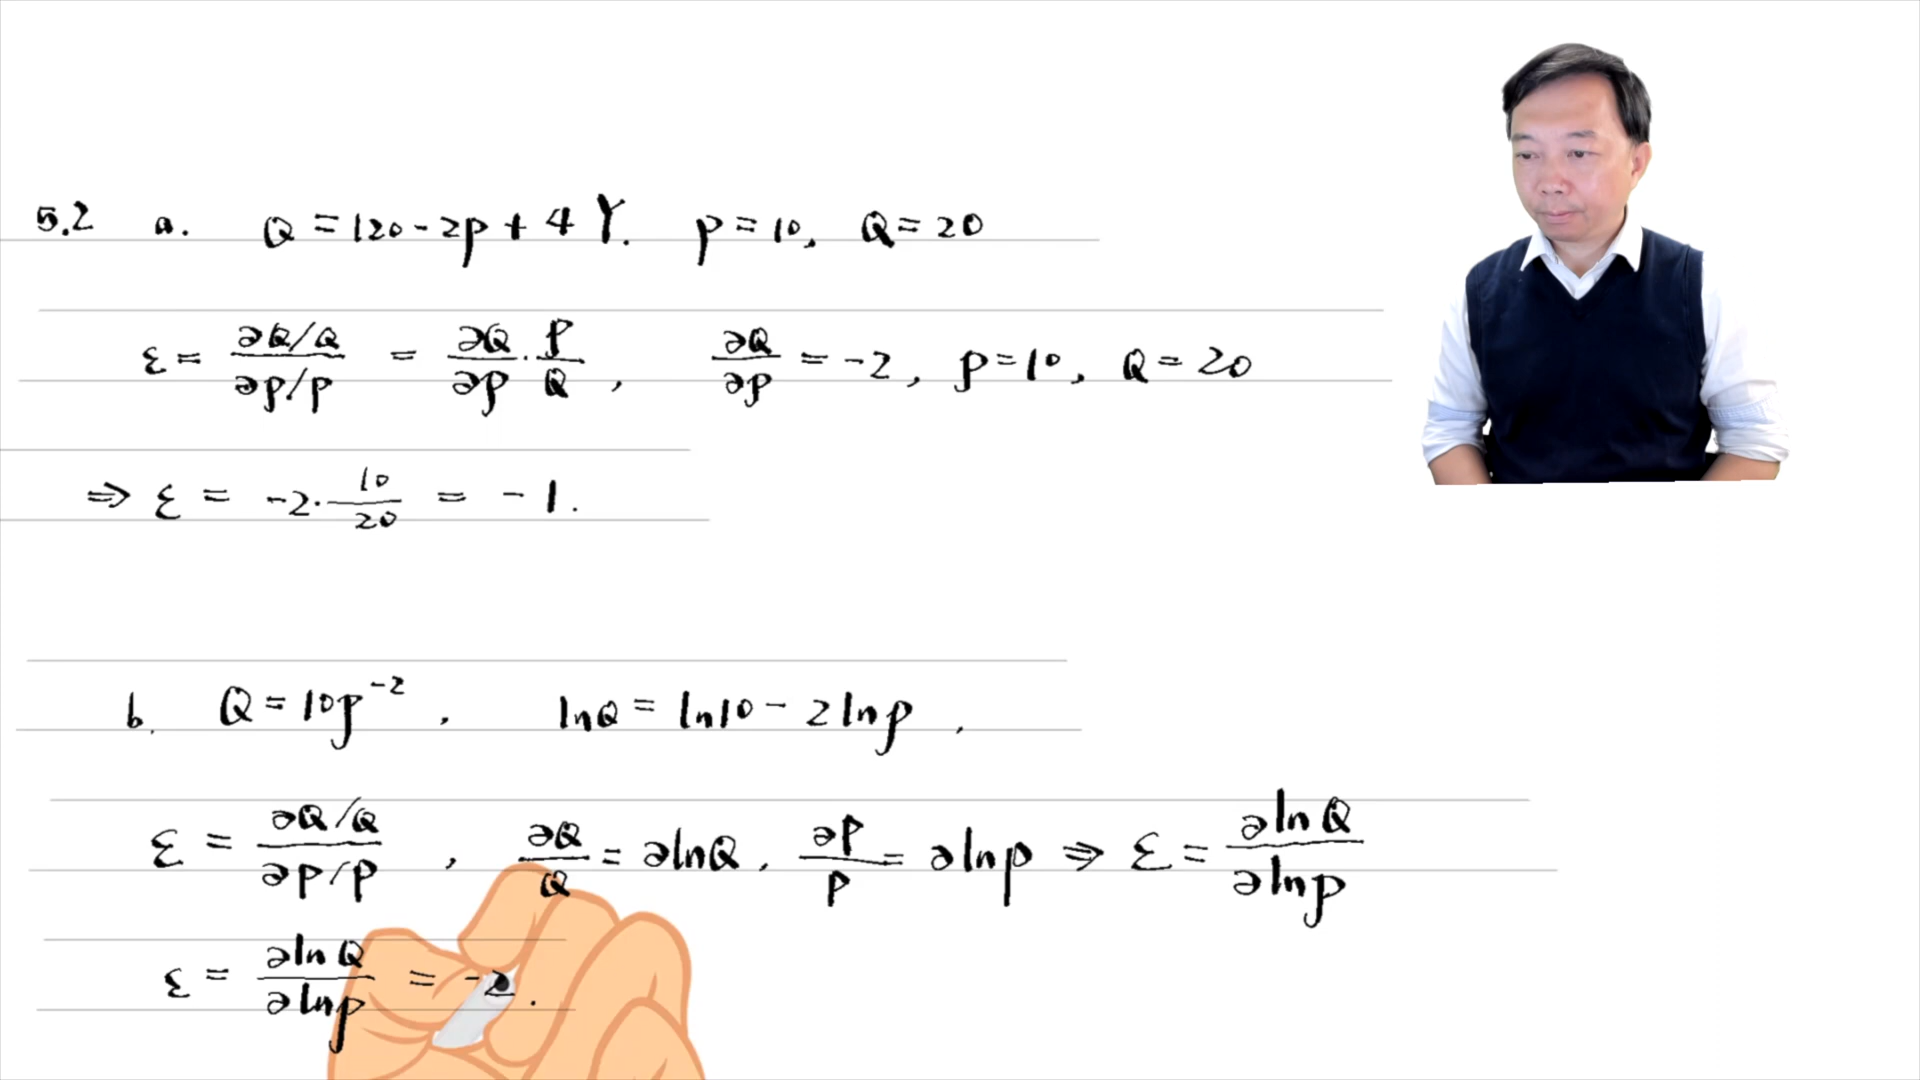 5.2 a. Q = 120 - 2p + 4Y. p = 10, Q = 20
ε = ∂Q/Q / ∂p/p = ∂Q/∂p · p/Q, ∂Q/∂p = -2, p = 10, Q = 20
⇒ ε = -2 · 10/20 = -1.
b. Q = 10p^-2, lnQ = ln10 - 2lnp,
ε = ∂Q/Q / ∂P/P, ∂Q/Q = ∂lnQ, ∂P/P = ∂lnp ⇒ ε = ∂lnQ/∂lnp
ε = ∂lnQ/∂lnp = -2.